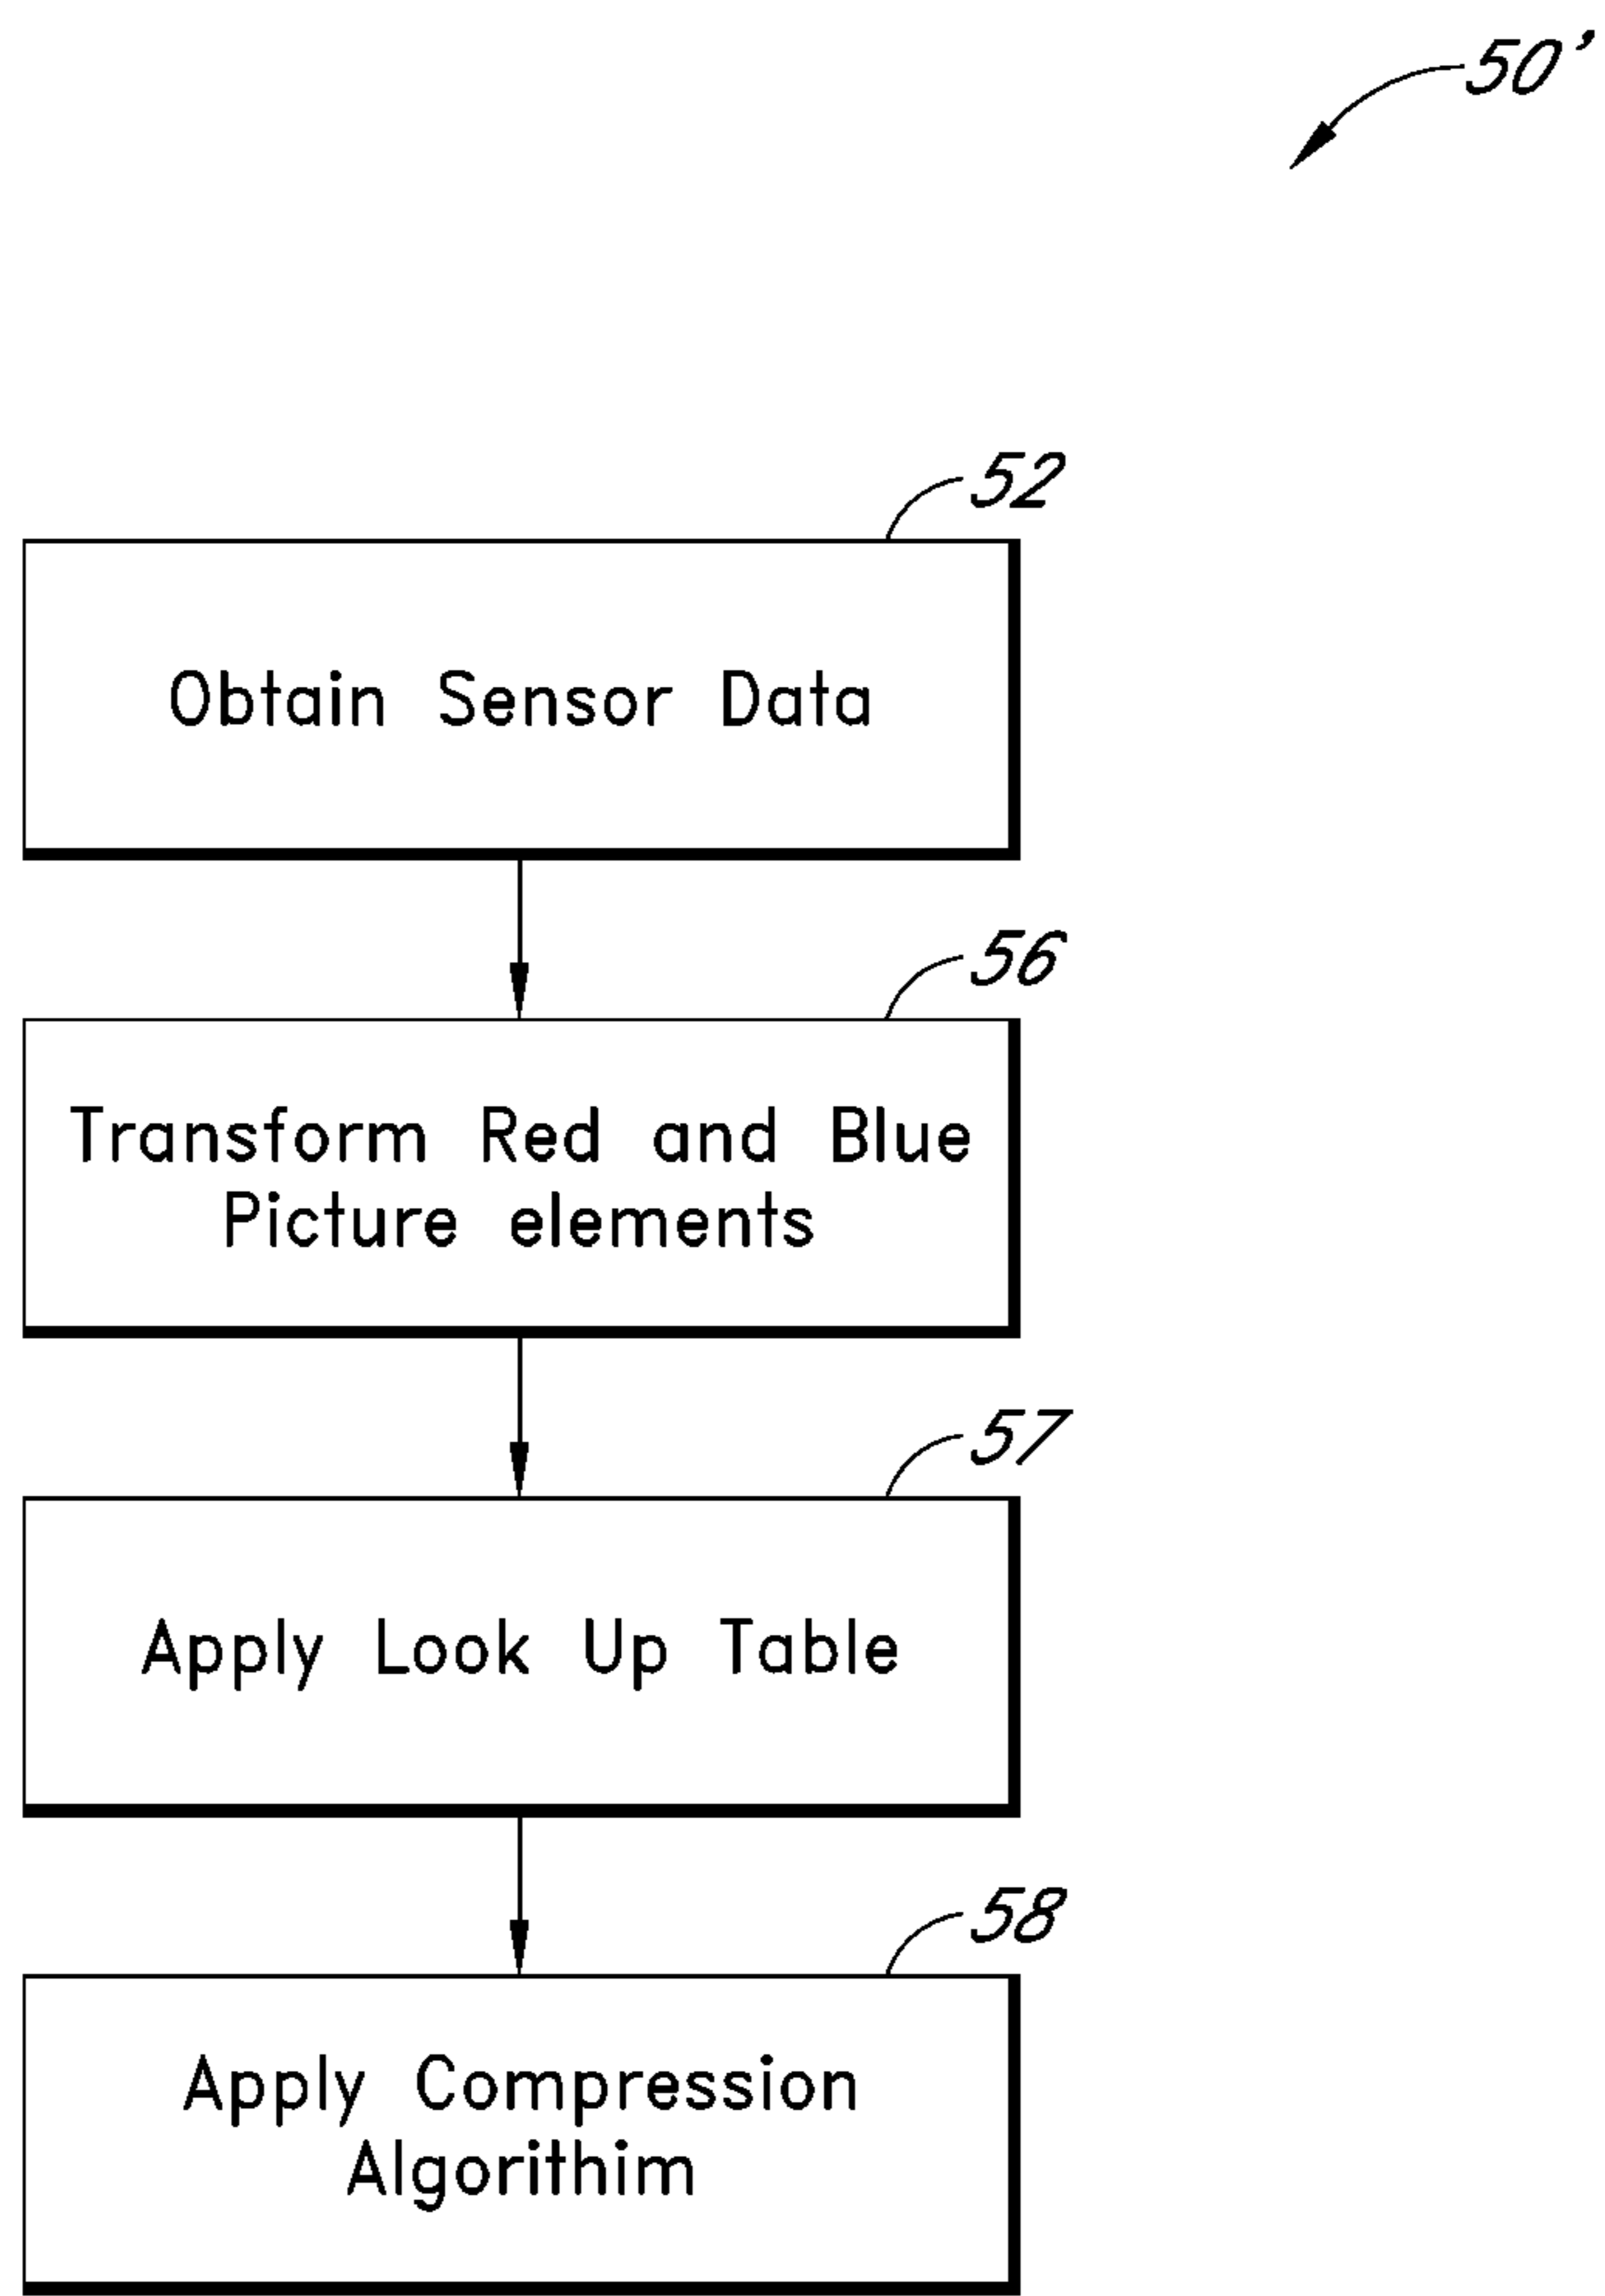 50'
52
Obtain Sensor Data
56
Transform Red and Blue
Picture elements
57
Apply Look Up Table
58
Apply Compression
Algorithim